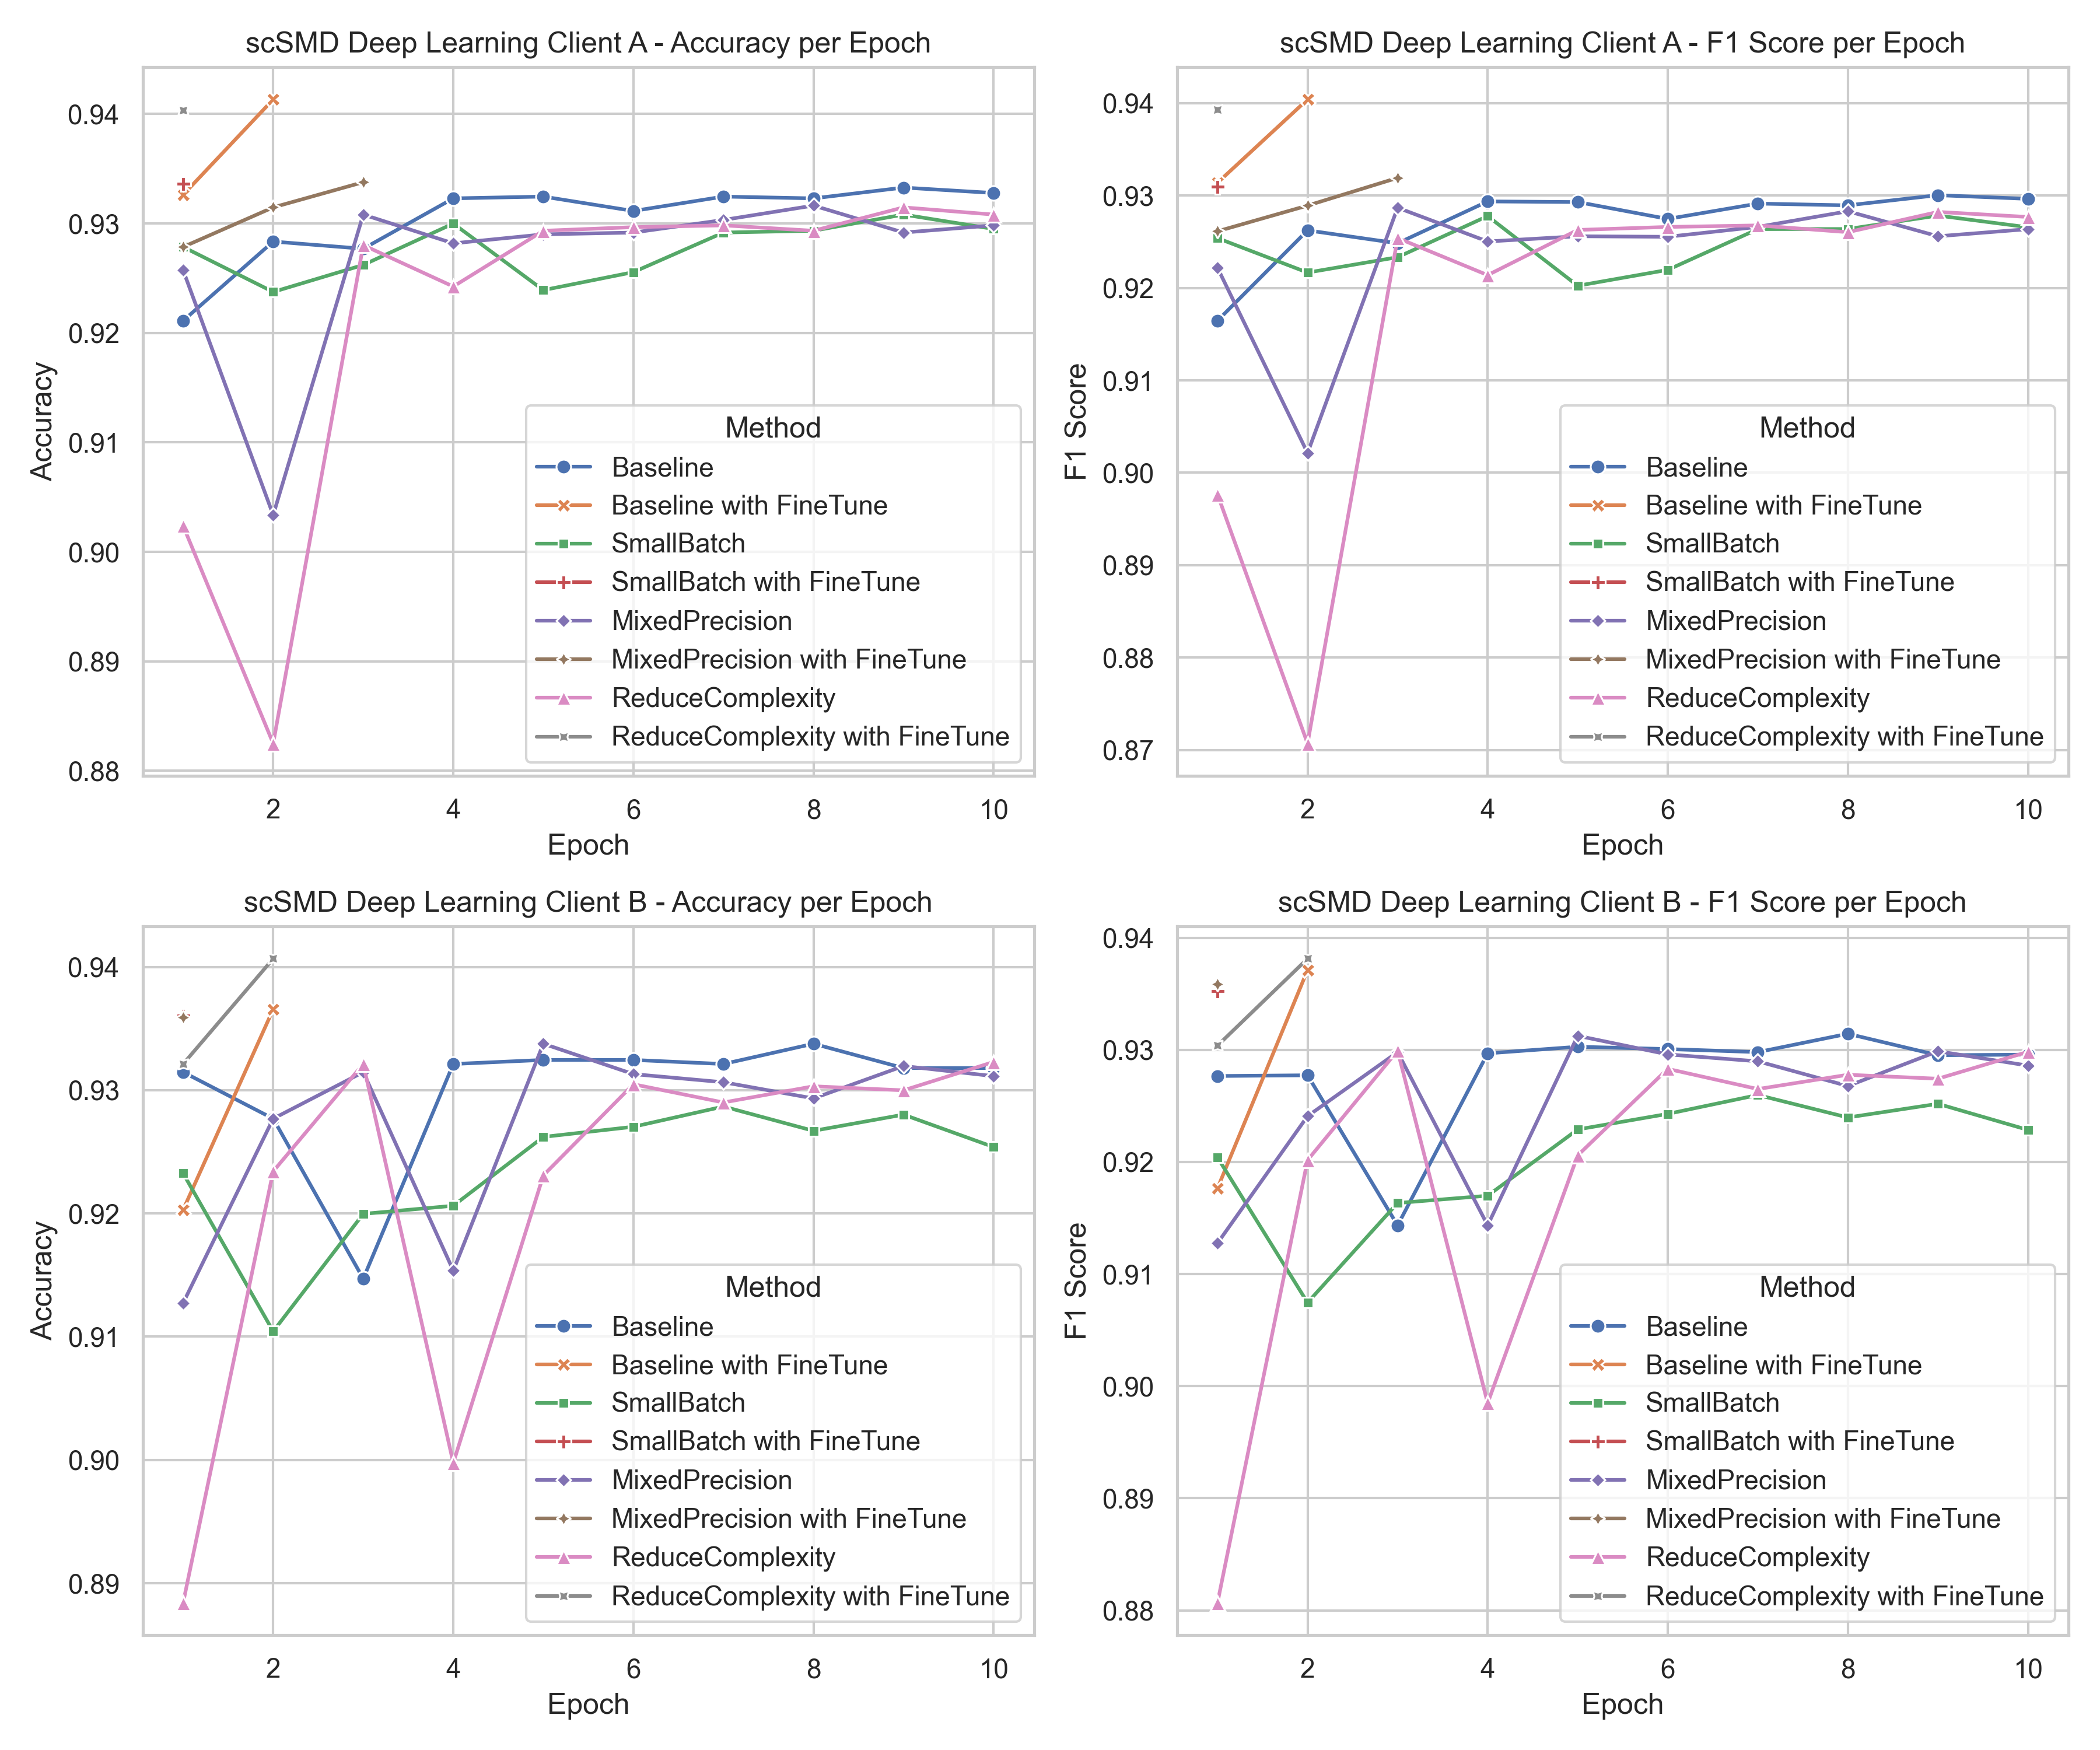 scSMD Deep Learning Client A - Accuracy per Epoch
0.94
0.93
0.92
0.91
0.90
0.89
0.88
Accuracy
2 4 6 8 10
Epoch
Method
Baseline
Baseline with FineTune
SmallBatch
SmallBatch with FineTune
MixedPrecision
MixedPrecision with FineTune
ReduceComplexity
ReduceComplexity with FineTune
scSMD Deep Learning Client A - F1 Score per Epoch
0.94
0.93
0.92
0.91
0.90
0.89
0.88
0.87
F1 Score
2 4 6 8 10
Epoch
Method
Baseline
Baseline with FineTune
SmallBatch
SmallBatch with FineTune
MixedPrecision
MixedPrecision with FineTune
ReduceComplexity
ReduceComplexity with FineTune
scSMD Deep Learning Client B - Accuracy per Epoch
0.94
0.93
0.92
0.91
0.90
0.89
Accuracy
2 4 6 8 10
Epoch
Method
Baseline
Baseline with FineTune
SmallBatch
SmallBatch with FineTune
MixedPrecision
MixedPrecision with FineTune
ReduceComplexity
ReduceComplexity with FineTune
scSMD Deep Learning Client B - F1 Score per Epoch
0.94
0.93
0.92
0.91
0.90
0.89
0.88
F1 Score
2 4 6 8 10
Epoch
Method
Baseline
Baseline with FineTune
SmallBatch
SmallBatch with FineTune
MixedPrecision
MixedPrecision with FineTune
ReduceComplexity
ReduceComplexity with FineTune